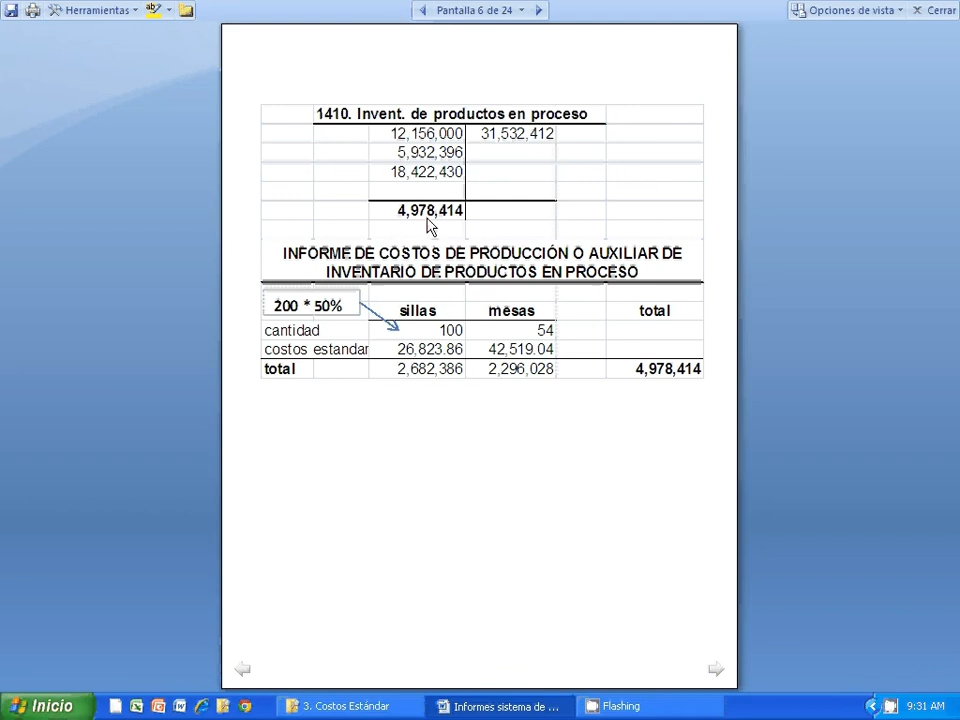 Herramientas
Pantalla 6 de 24
Opciones de vista
Cerrar
1410. Invent. de productos en proceso
12,156,000 31,532,412
5,932,396
18,422,430
4,978,414
INFORME DE COSTOS DE PRODUCCIÓN O AUXILIAR DE
INVENTARIO DE PRODUCTOS EN PROCESO
200 * 50%
sillas mesas total
cantidad 100 54
costos estandar 26,823.86 42,519.04
total 2,682,386 2,296,028 4,978,414
Inicio
3. Costos Estándar
Informes sistema de ...
Flashing
9:31 AM